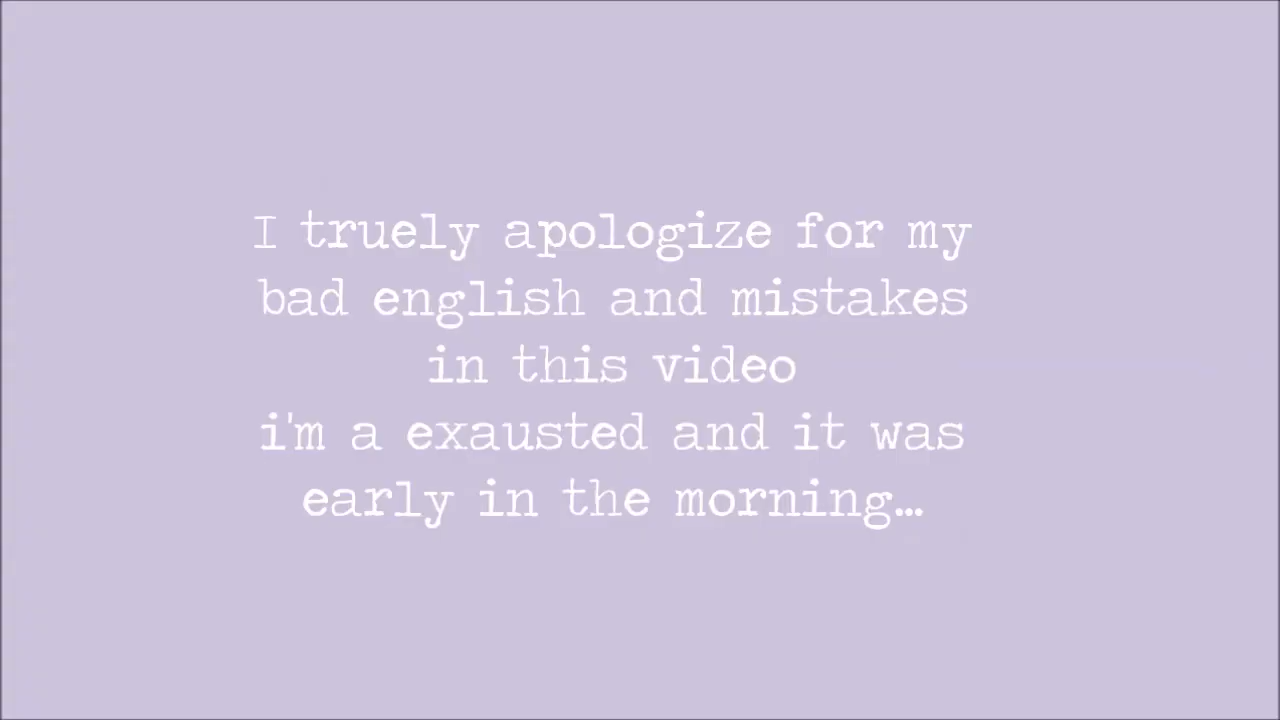 I truely apologize for my
bad english and mistakes
in this video
i'm a exausted and it was
early in the morning...